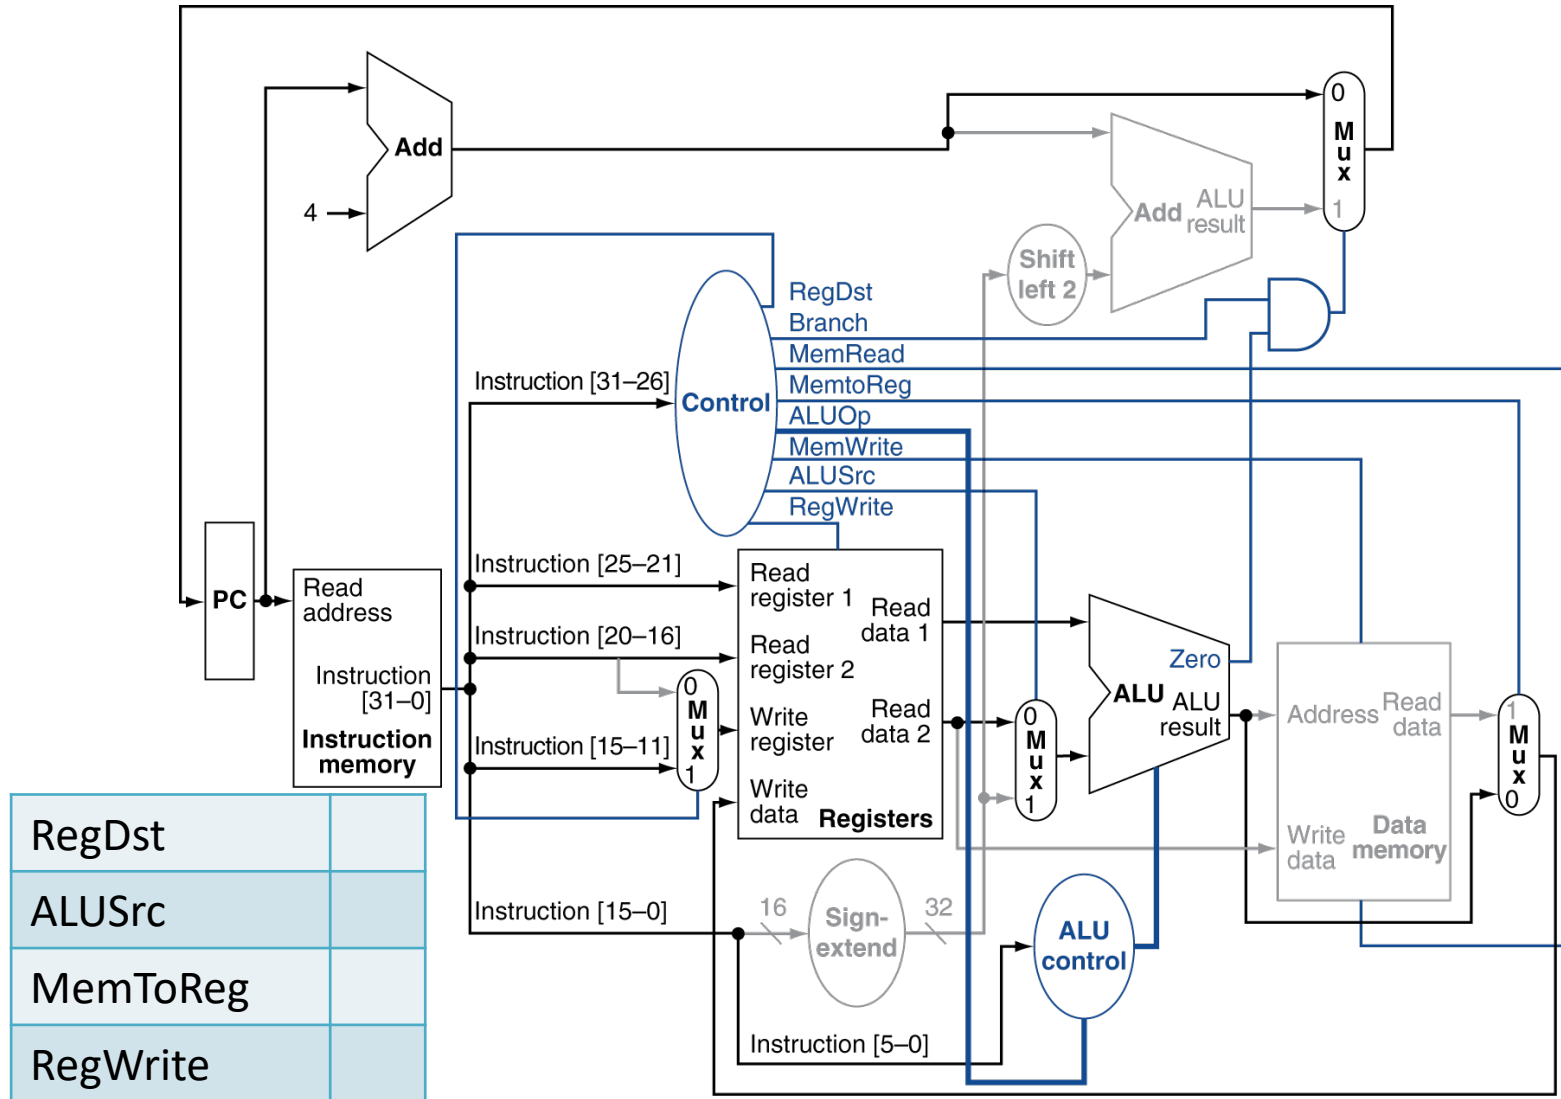 0
M
u
x
1
Add
4
Add
ALU
result
Shift
left 2
RegDst
Branch
MemRead
MemtoReg
ALUOp
MemWrite
ALUSrc
RegWrite
Instruction [31–26]
Control
PC
Read
address
Instruction
[31–0]
Instruction
memory
Instruction [25–21]
Instruction [20–16]
Instruction [15–11]
0
M
u
x
1
Read
register 1
Read
register 2
Write
register
Write
data
Read
data 1
Read
data 2
Registers
0
M
u
x
1
Zero
ALU
ALU
result
Address
Read
data
Write
data
Data
memory
1
M
u
x
0
Instruction [15–0]
16
Sign-
extend
32
ALU
control
Instruction [5–0]
RegDst
ALUSrc
MemToReg
RegWrite